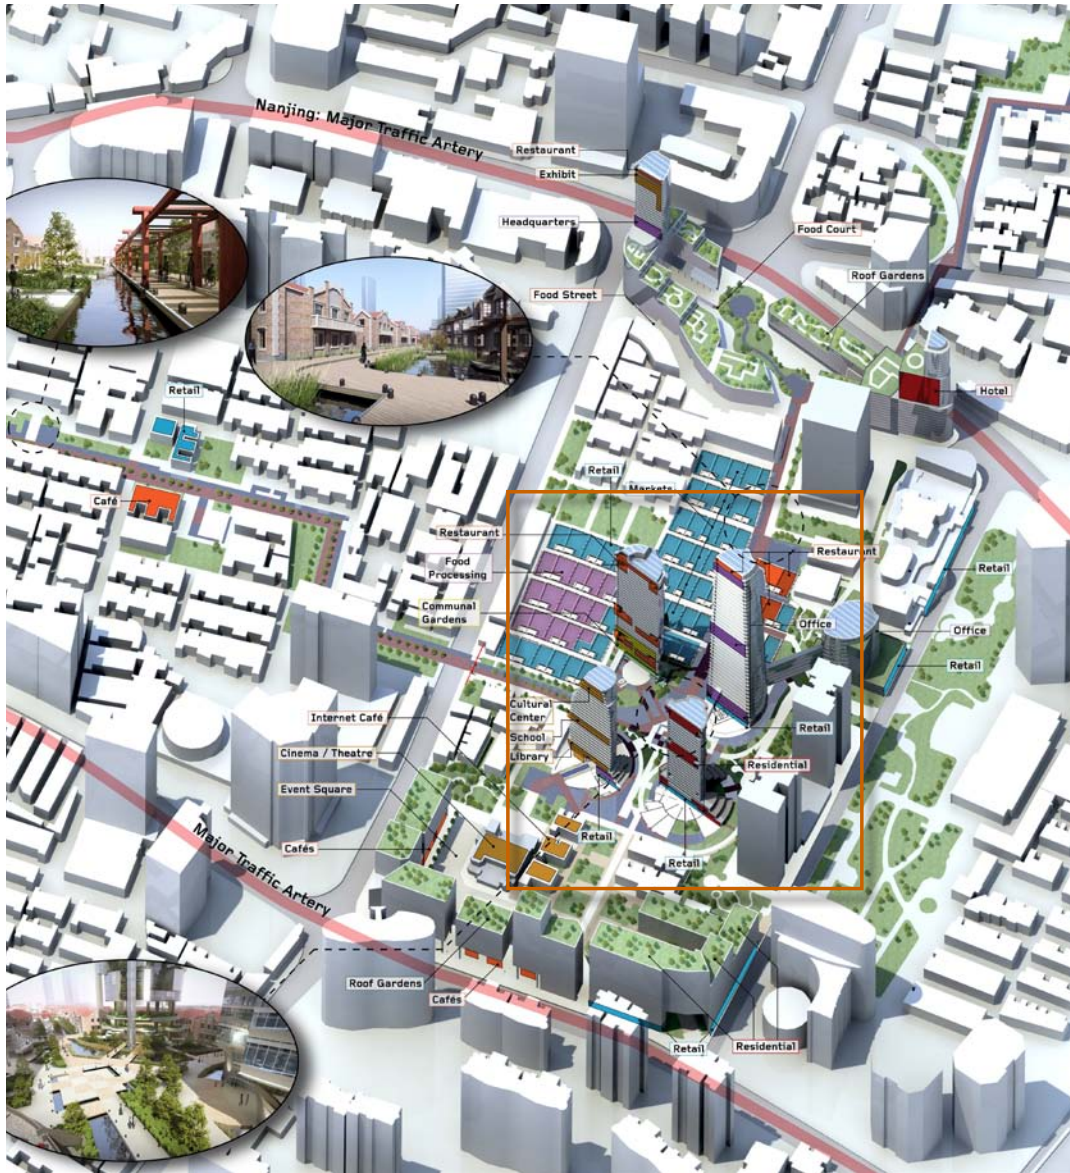 Nanjing: Major Traffic Artery
Restaurant
Exhibit
Headquarters
Food Court
Roof Gardens
Food Street
Hotel
Retail
Café
Retail
Markets
Restaurant
Restaurant
Food
Processing
Retail
Communal
Gardens
Office
Office
Retail
Cultural
Center
Internet Café
School
Retail
Cinema / Theatre
Library
Residential
Event Square
Retail
Cafés
Retail
Major Traffic Artery
Roof Gardens
Cafés
Retail
Residential